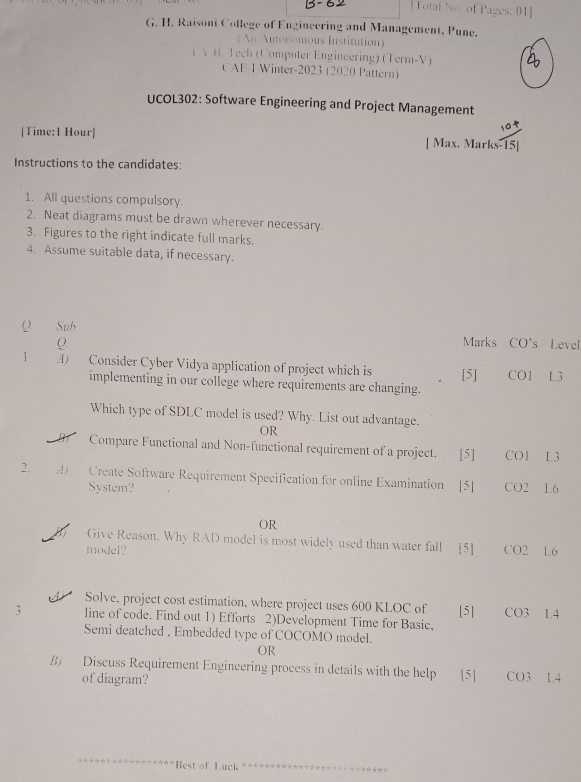 B-62
[Total No. of Pages: 01]
G. H. Raisoni College of Engineering and Management, Pune.
(An Autonomous Institution)
T.Y. B. Tech (Computer Engineering) (Term-V)
CAE-I Winter-2023 (2020 Pattern)
UCOL302: Software Engineering and Project Management
[Time:1 Hour]
[ Max. Marks-15]
Instructions to the candidates:
1. All questions compulsory.
2. Neat diagrams must be drawn wherever necessary.
3. Figures to the right indicate full marks.
4. Assume suitable data, if necessary.
Q. Sub
Q. Marks CO's Level
1 A) Consider Cyber Vidya application of project which is
implementing in our college where requirements are changing. [5] CO1 L3
Which type of SDLC model is used? Why. List out advantage.
OR
B) Compare Functional and Non-functional requirement of a project. [5] CO1 L3
2. A) Create Software Requirement Specification for online Examination [5] CO2 L6
System?
OR
B) Give Reason. Why RAD model is most widely used than water fall [5] CO2 L6
model?
A) Solve. project cost estimation, where project uses 600 KLOC of [5] CO3 L4
3 line of code. Find out 1) Efforts 2)Development Time for Basic,
Semi deatched , Embedded type of COCOMO model.
OR
B) Discuss Requirement Engineering process in details with the help [5] CO3 L4
of diagram?
*****************Best of Luck **************************